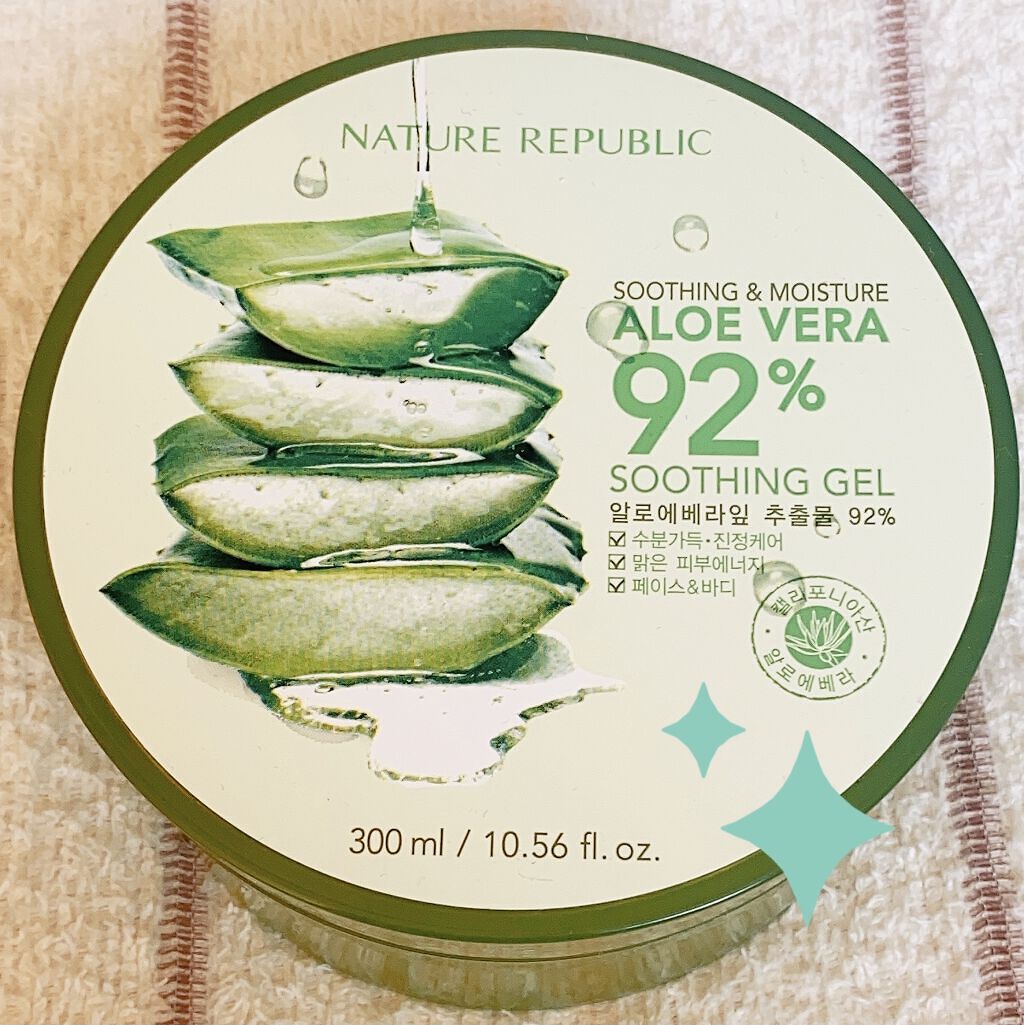 NATURE REPUBLIC
SOOTHING & MOISTURE
ALOE VERA
92%
SOOTHING GEL
알로에베라잎 추출물 92%
수분가득·진정케어
맑은 피부에너지
페이스&바디
캘리포니아산
알로에베라
300 ml / 10.56 fl. oz.